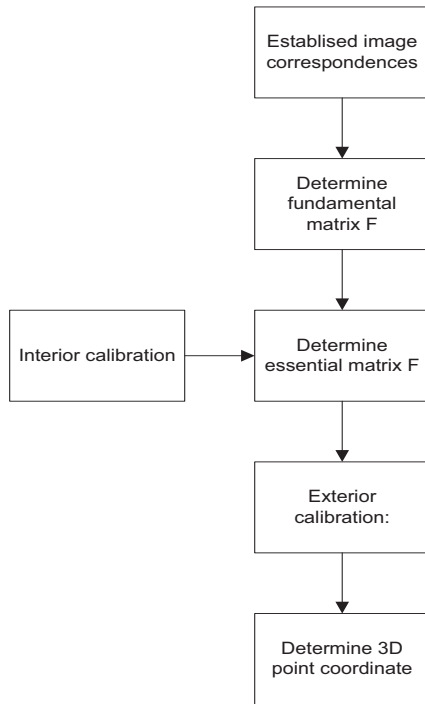 Establised image
correspondences
Determine
fundamental
matrix F
Interior calibration
Determine
essential matrix F
Exterior
calibration:
Determine 3D
point coordinate